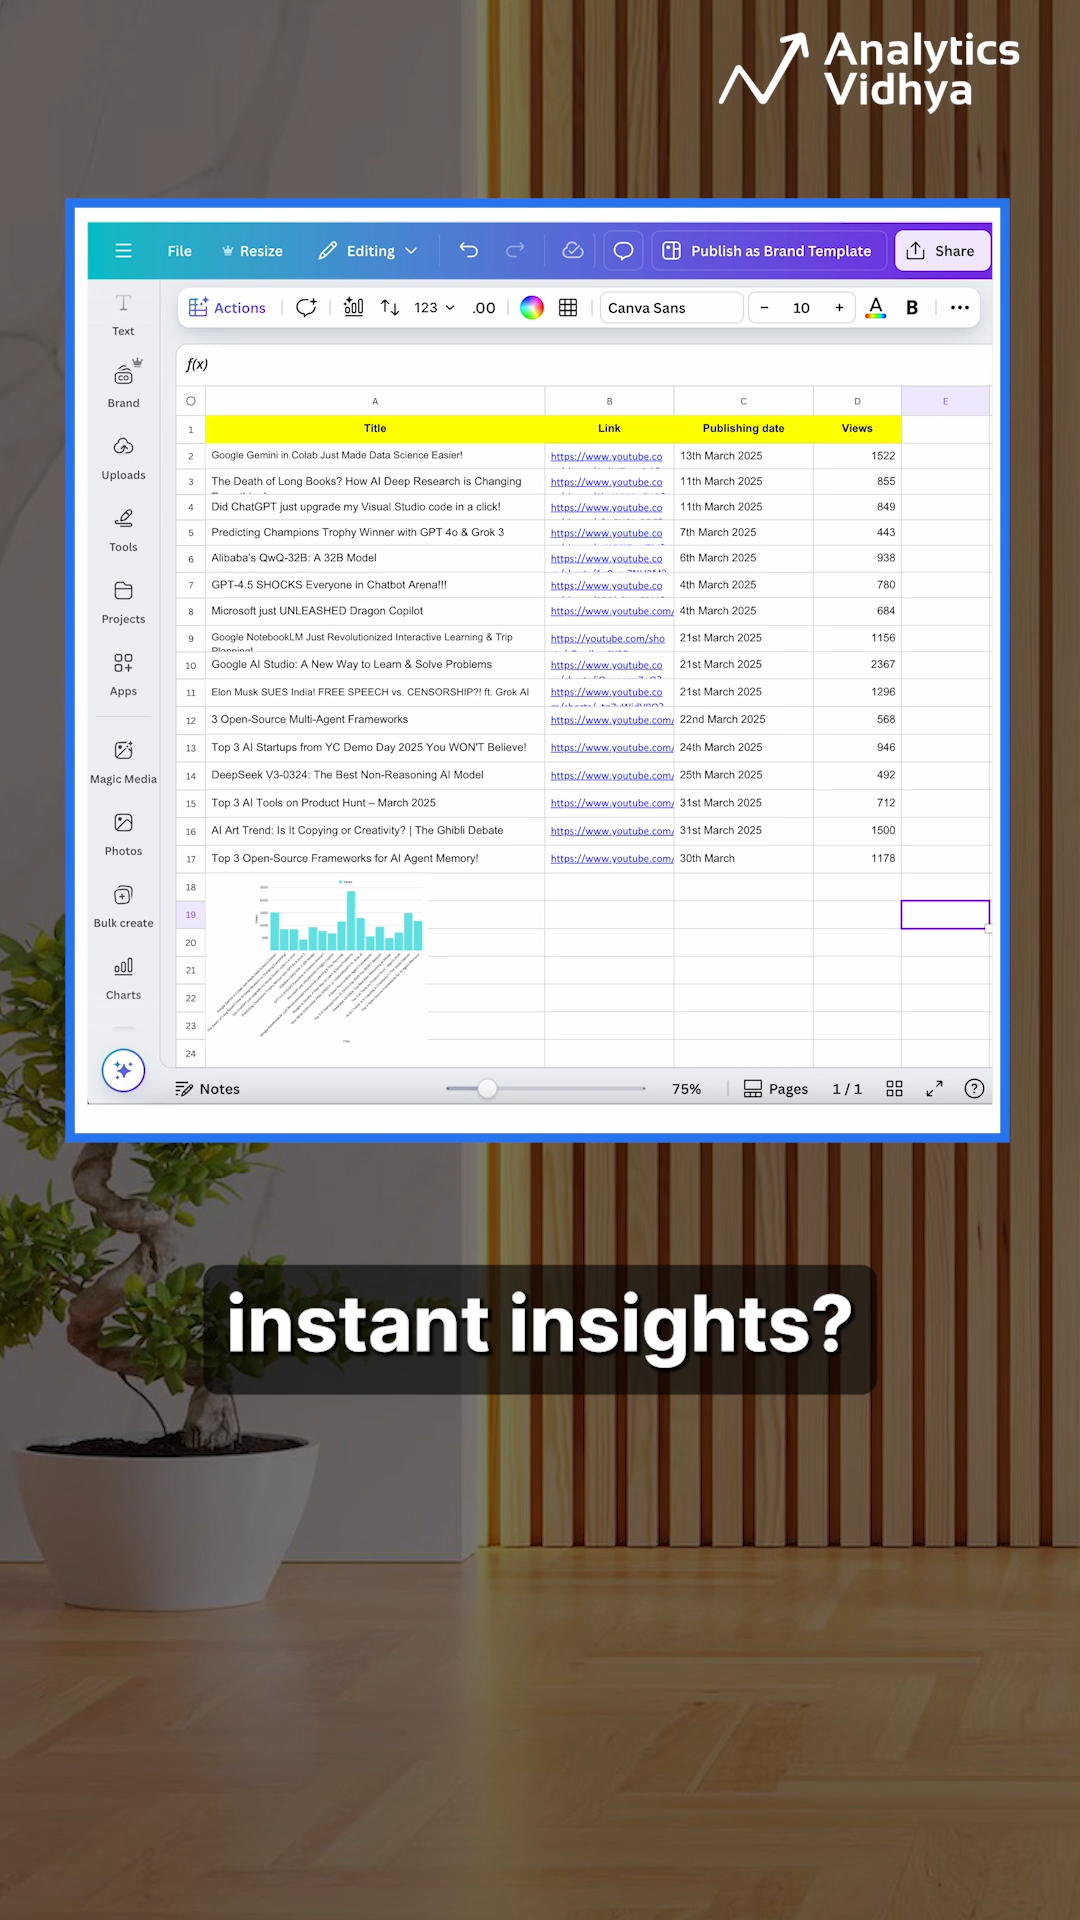 Analytics
Vidhya
File
Resize
Editing
Publish as Brand Template
Share
Actions
123
.00
Canva Sans
− 10 +
A
B
Text
Brand
Uploads
Tools
Projects
Apps
Magic Media
Photos
Bulk create
Charts
f(x)
A B C D E
1 Title Link Publishing date Views
2 Google Gemini in Colab Just Made Data Science Easier! https://www.youtube.co 13th March 2025 1522
3 The Death of Long Books? How AI Deep Research is Changing https://www.youtube.co 11th March 2025 855
4 Did ChatGPT just upgrade my Visual Studio code in a click! https://www.youtube.co 11th March 2025 849
5 Predicting Champions Trophy Winner with GPT 4o & Grok 3 https://www.youtube.co 7th March 2025 443
6 Alibaba's QwQ-32B: A 32B Model https://www.youtube.co 6th March 2025 938
7 GPT-4.5 SHOCKS Everyone in Chatbot Arena!!! https://www.youtube.co 4th March 2025 780
8 Microsoft just UNLEASHED Dragon Copilot https://www.youtube.com/ 4th March 2025 684
9 Google NotebookLM Just Revolutionized Interactive Learning & Trip https://youtube.com/sho 21st March 2025 1156
10 Google AI Studio: A New Way to Learn & Solve Problems https://www.youtube.co 21st March 2025 2367
11 Elon Musk SUES India! FREE SPEECH vs. CENSORSHIP?! ft. Grok AI https://www.youtube.co 21st March 2025 1296
12 3 Open-Source Multi-Agent Frameworks https://www.youtube.com/ 22nd March 2025 568
13 Top 3 AI Startups from YC Demo Day 2025 You WON'T Believe! https://www.youtube.com/ 24th March 2025 946
14 DeepSeek V3-0324: The Best Non-Reasoning AI Model https://www.youtube.com/ 25th March 2025 492
15 Top 3 AI Tools on Product Hunt – March 2025 https://www.youtube.com/ 31st March 2025 712
16 AI Art Trend: Is It Copying or Creativity? | The Ghibli Debate https://www.youtube.com/ 31st March 2025 1500
17 Top 3 Open-Source Frameworks for AI Agent Memory! https://www.youtube.com/ 30th March 1178
18
19
20
21
22
23
24
Notes
75%
Pages
1 / 1
?
instant insights?